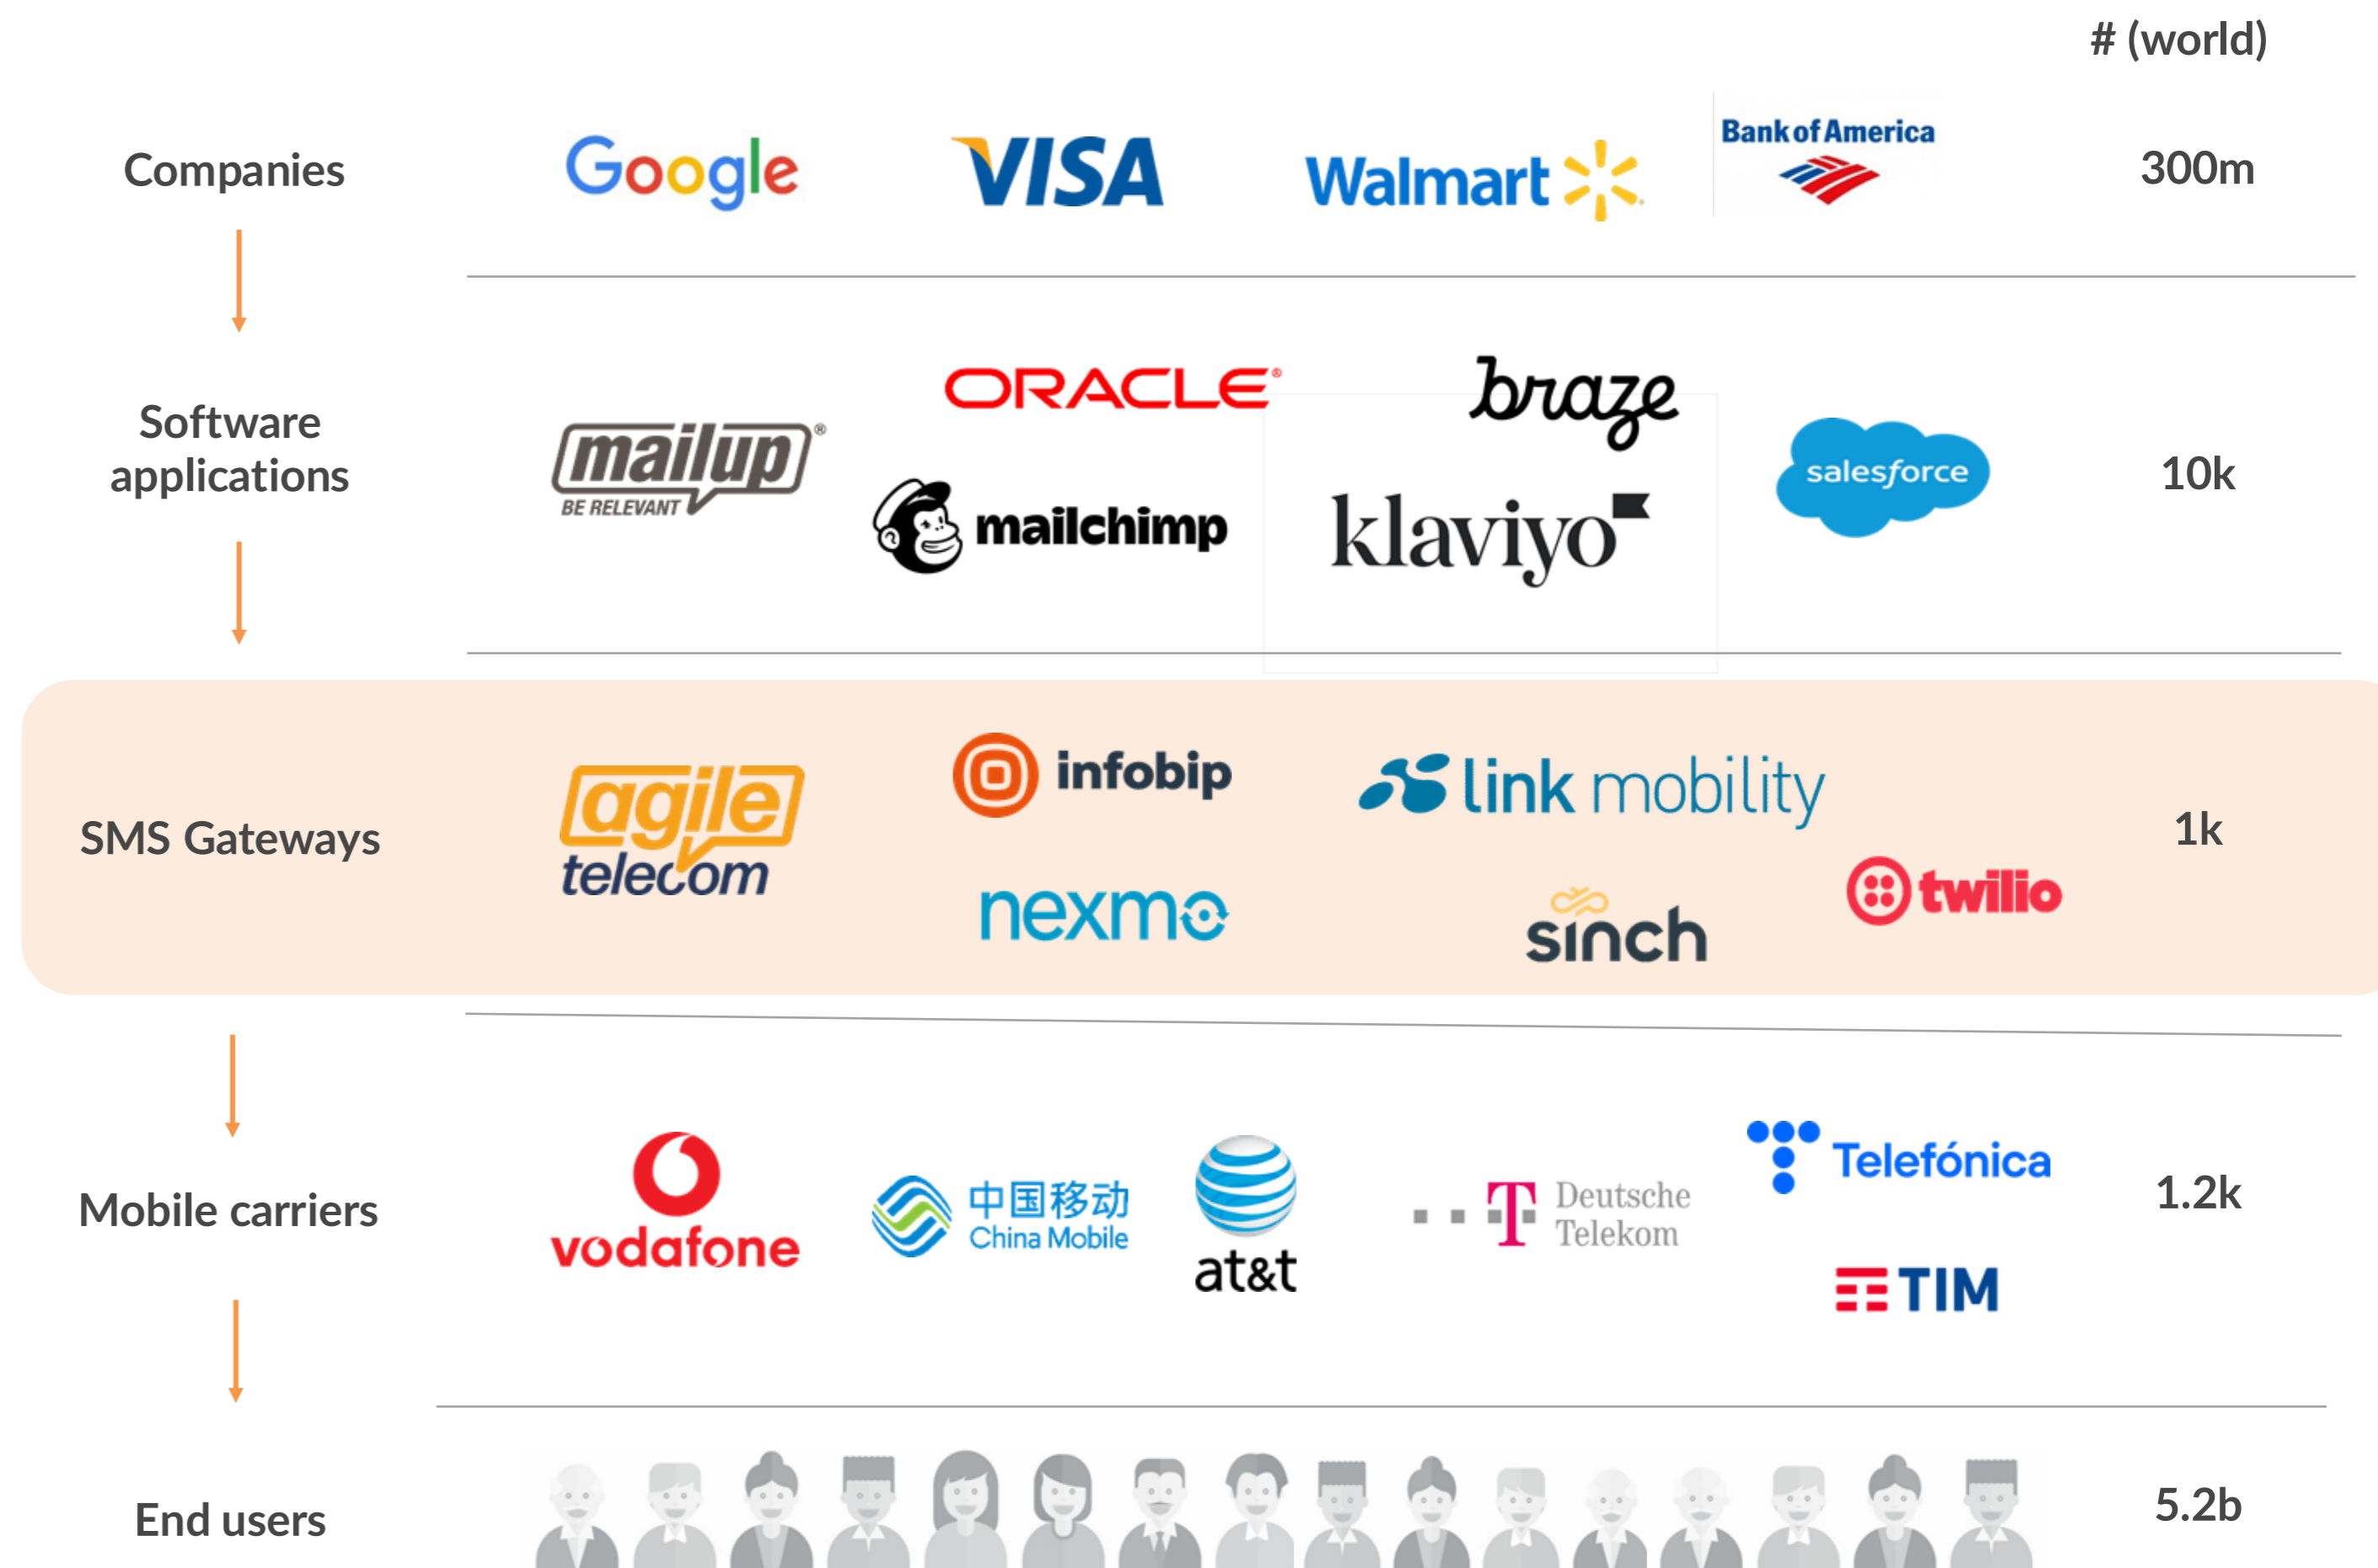 # (world)
Companies
Google
VISA
Walmart
Bank of America
300m
Software
applications
mailup®
BE RELEVANT
ORACLE®
mailchimp
braze
klaviyo
salesforce
10k
SMS Gateways
agile
telecom
infobip
nexmo
link mobility
sinch
twilio
1k
Mobile carriers
vodafone
中国移动
China Mobile
at&t
T
Deutsche
Telekom
Telefónica
TIM
1.2k
End users
5.2b